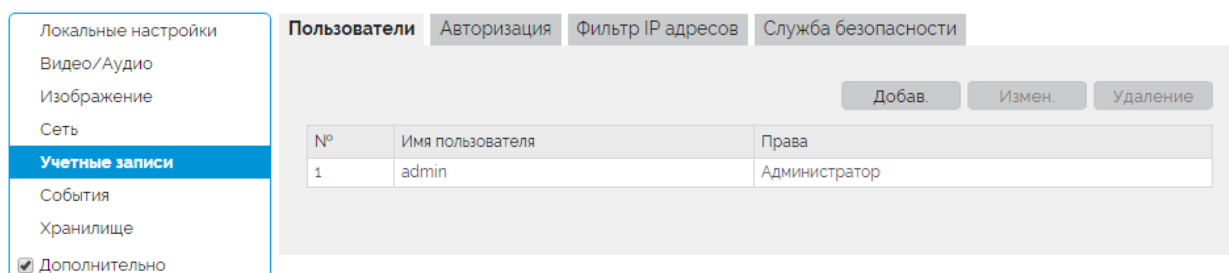 Локальные настройки
Видео/Аудио
Изображение
Сеть
Учетные записи
События
Хранилище
Дополнительно
Пользователи Авторизация Фильтр IP адресов Служба безопасности
Добав. Измен. Удаление
№ Имя пользователя Права
1 admin Администратор